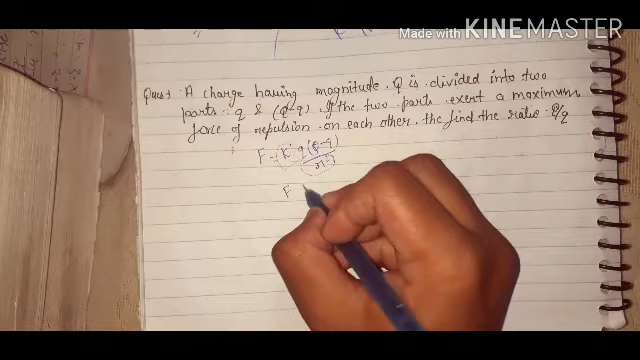 Made with KINEMASTER
Ques:- A charge having magnitude. Q is divided into two
parts. q & (Q-q). If the two parts exert a maximum
force of repulsion on each other. the find the ratio. Q/q
F = K q (Q-q)
r²
F